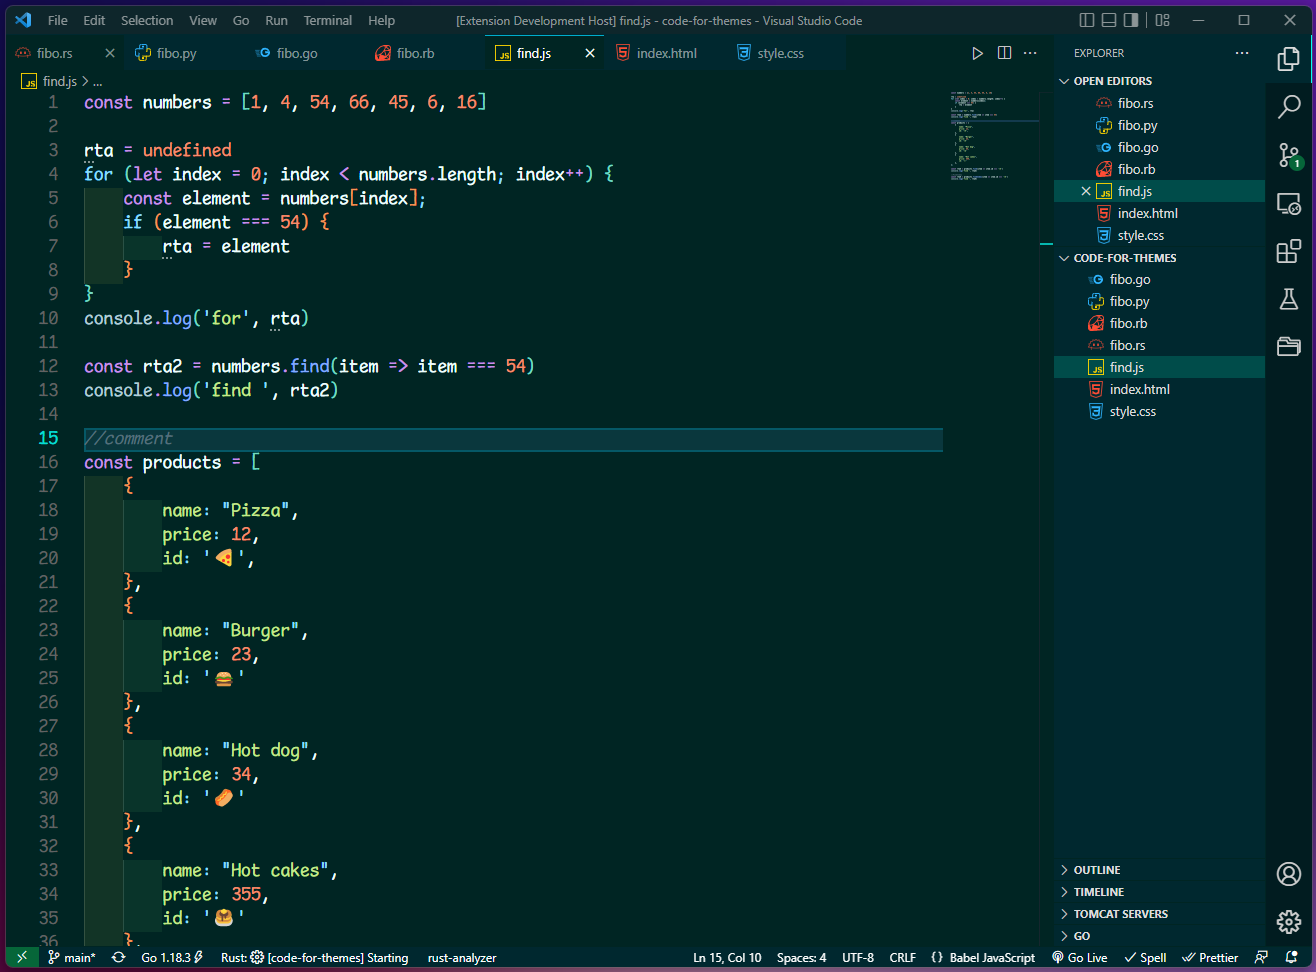 File Edit Selection View Go Run Terminal Help [Extension Development Host] find.js - code-for-themes - Visual Studio Code
fibo.rs fibo.py fibo.go fibo.rb JS find.js index.html style.css
JS find.js > ...
1 const numbers = [1, 4, 54, 66, 45, 6, 16]
2
3 rta = undefined
4 for (let index = 0; index < numbers.length; index++) {
5 const element = numbers[index];
6 if (element === 54) {
7 rta = element
8 }
9 }
10 console.log('for', rta)
11
12 const rta2 = numbers.find(item => item === 54)
13 console.log('find ', rta2)
14
15 //comment
16 const products = [
17 {
18 name: "Pizza",
19 price: 12,
20 id: '🍕',
21 },
22 {
23 name: "Burger",
24 price: 23,
25 id: '🍔'
26 },
27 {
28 name: "Hot dog",
29 price: 34,
30 id: '🌭'
31 },
32 {
33 name: "Hot cakes",
34 price: 355,
35 id: '🥞'
36 },
EXPLORER
OPEN EDITORS
fibo.rs
fibo.py
fibo.go
fibo.rb
JS find.js
index.html
style.css
CODE-FOR-THEMES
fibo.go
fibo.py
fibo.rb
fibo.rs
JS find.js
index.html
style.css
OUTLINE
TIMELINE
TOMCAT SERVERS
GO
1
main* Go 1.18.3 Rust: [code-for-themes] Starting rust-analyzer Ln 15, Col 10 Spaces: 4 UTF-8 CRLF {} Babel JavaScript Go Live Spell Prettier